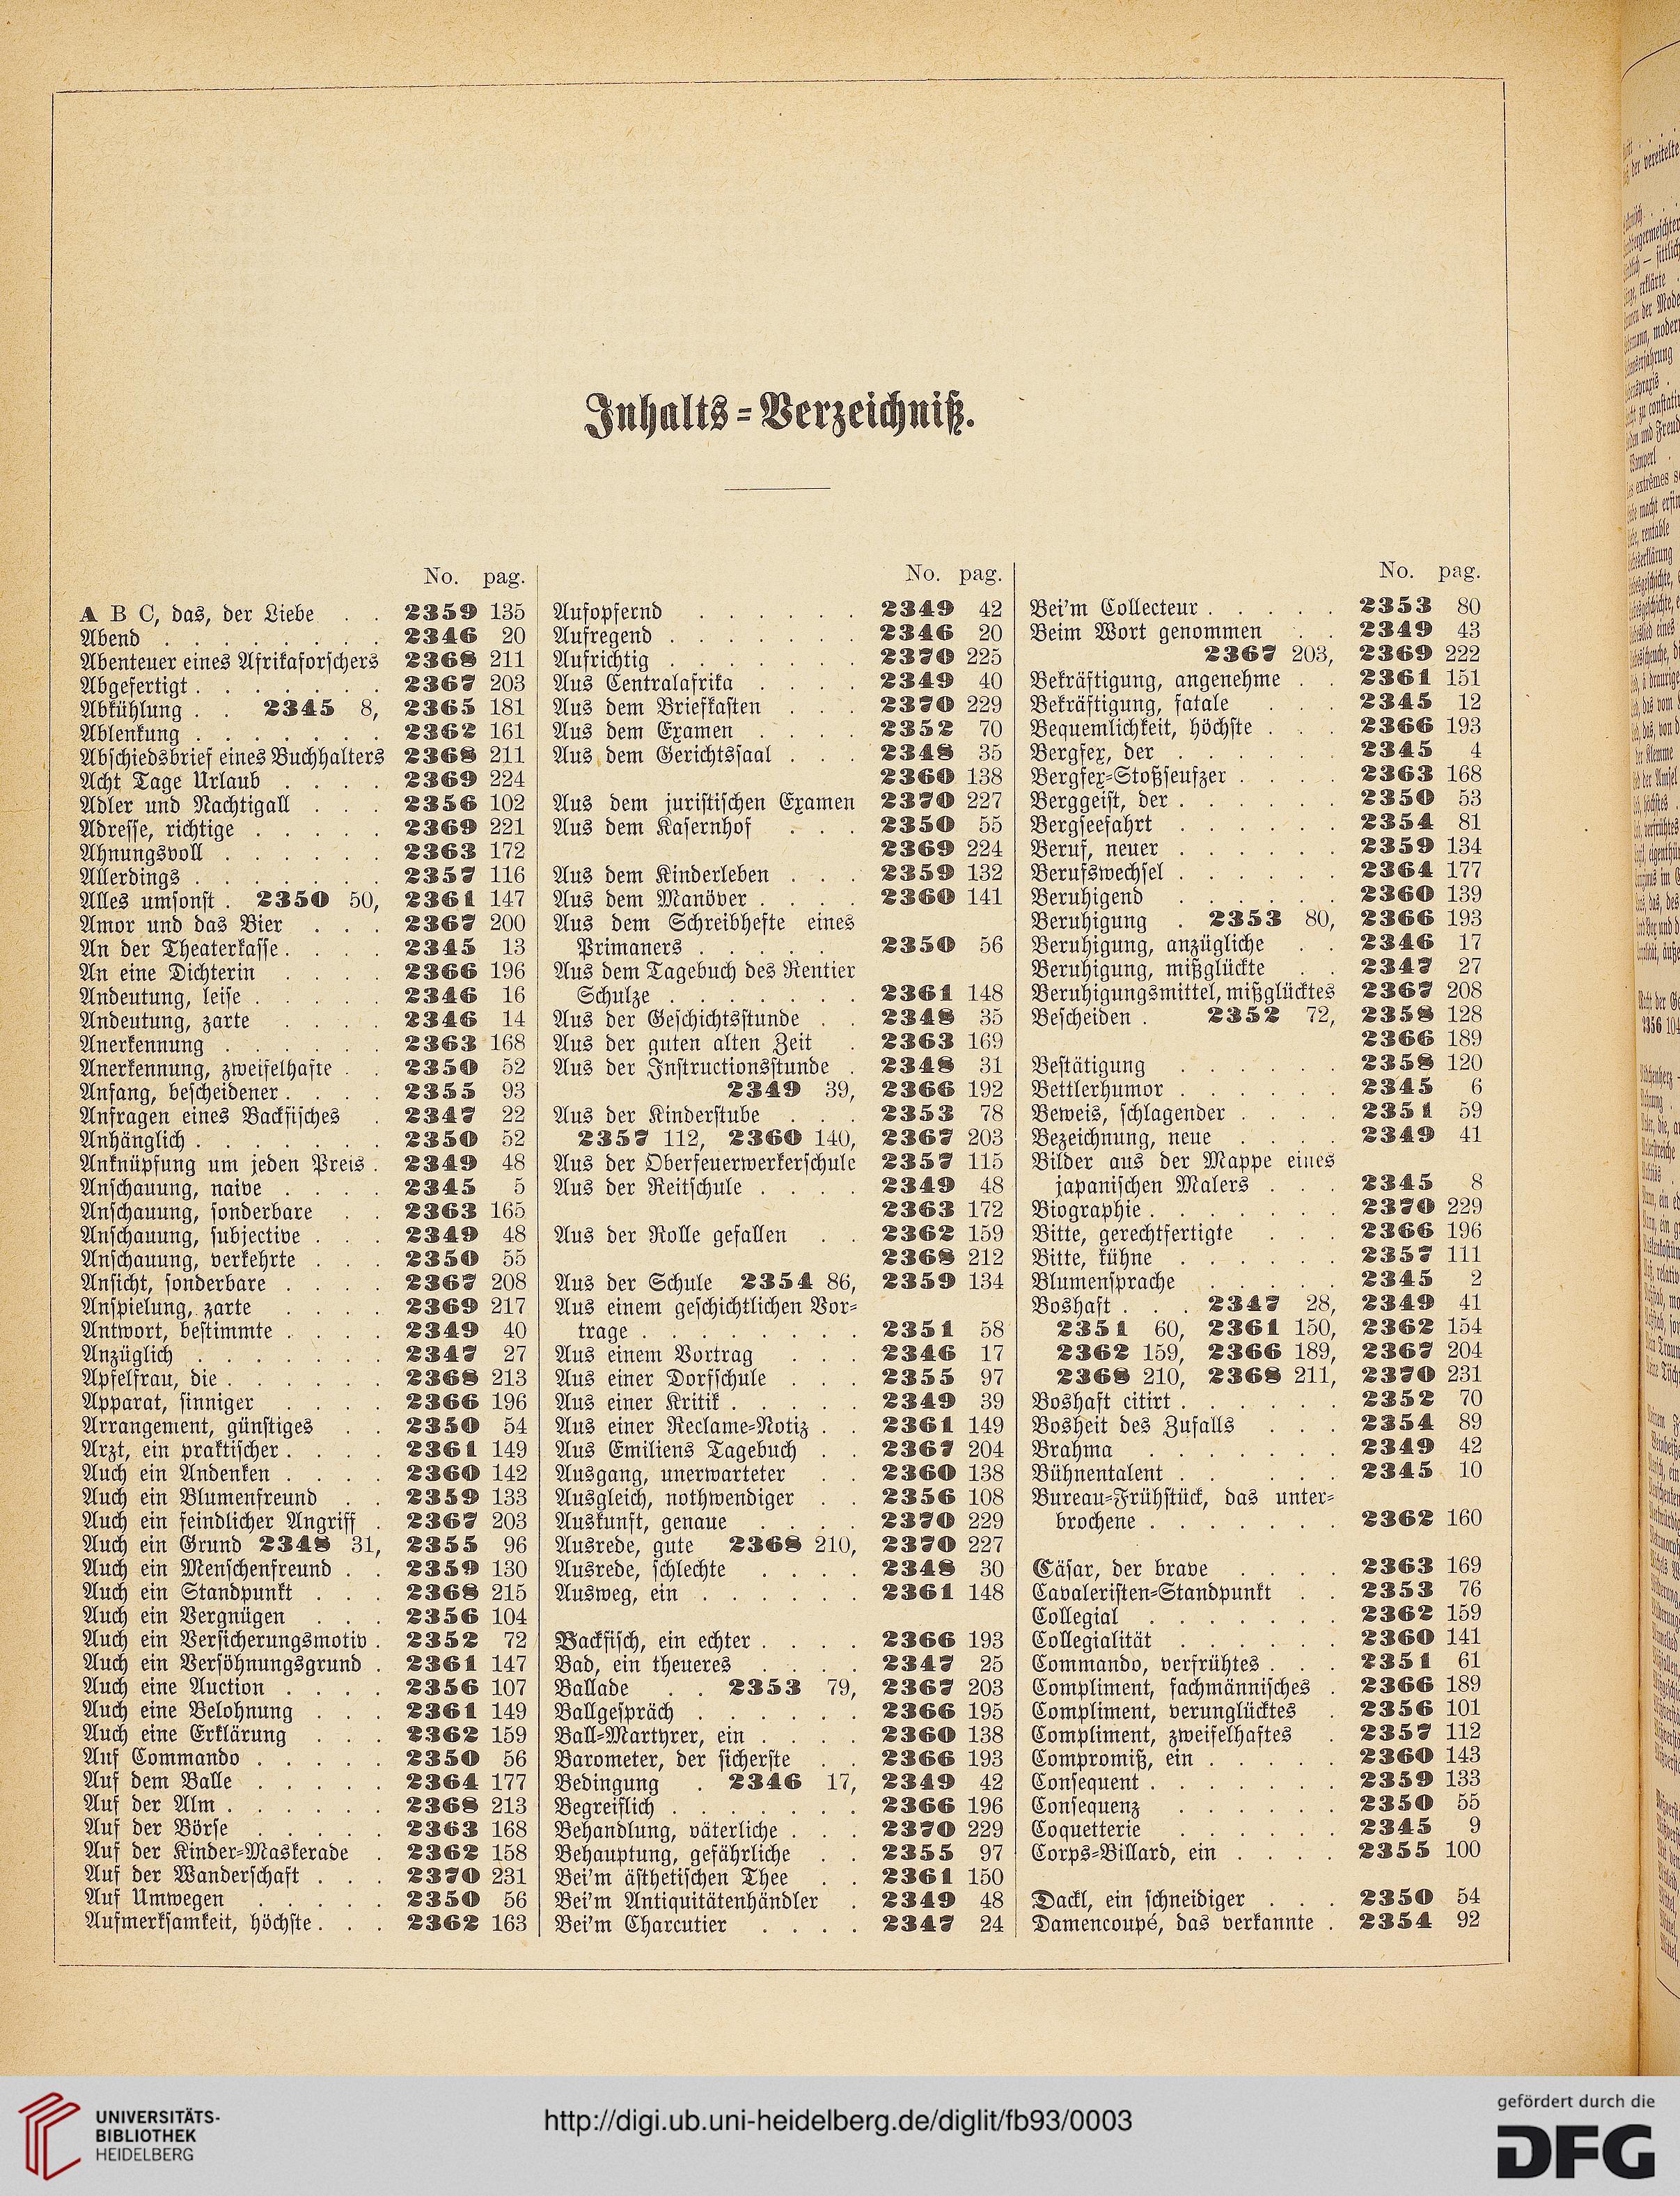 Inhalts-Verzeichniß.
No. pag.
A B C, das, der Liebe . . 2359 135
Abend . . . . . . . 2346 20
Abenteuer eines Afrikaforschers 2368 211
Abgefertigt . . . . . . . 2367 203
Abkühlung . . 2345 8, 2365 181
Ablenkung . . . . . . . 2362 161
Abschiedsbrief eines Buchhalters 2368 211
Acht Tage Urlaub . . . . 2369 224
Adler und Nachtigall . . . 2356 102
Adresse, richtige . . . . . 2369 221
Ahnungsvoll . . . . . . 2363 172
Allerdings . . . . . . . 2357 116
Alles umsonst . 2350 50, 2361 147
Amor und das Bier . . . 2367 200
An der Theaterkasse . . . . 2345 13
An eine Dichterin . . . . 2366 196
Andeutung, leise . . . . . 2346 16
Andeutung, zarte . . . . 2346 14
Anerkennung . . . . . . 2363 168
Anerkennung, zweifelhafte . . 2350 52
Anfang, bescheidener . . . . 2355 93
Anfragen eines Backfisches . 2347 22
Anhänglich . . . . . . . 2350 52
Anknüpfung um jeden Preis . 2349 48
Anschauung, naive . . . . 2345 5
Anschauung, sonderbare . . 2363 165
Anschauung, subjective . . . 2349 48
Anschauung, verkehrte . . . 2350 55
Ansicht, sonderbare . . . . 2367 208
Anspielung, zarte . . . . 2369 217
Antwort, bestimmte . . . . 2349 40
Anzüglich . . . . . . . 2347 27
Apfelfrau, die . . . . . . 2368 213
Apparat, sinniger . . . . 2366 196
Arrangement, günstiges . . 2350 54
Arzt, ein praktischer . . . . 2361 149
Auch ein Andenken . . . . 2360 142
Auch ein Blumenfreund . . 2359 133
Auch ein feindlicher Angriff . 2367 203
Auch ein Grund 2348 31, 2355 96
Auch ein Menschenfreund . . 2359 130
Auch ein Standpunkt . . . 2368 215
Auch ein Vergnügen . . . 2356 104
Auch ein Versicherungsmotiv . 2352 72
Auch ein Versöhnungsgrund . 2361 147
Auch eine Auction . . . . 2356 107
Auch eine Belohnung . . . 2361 149
Auch eine Erklärung . . . 2362 159
Auf Commando . . . . . 2350 56
Auf dem Balle . . . . . 2364 177
Auf der Alm . . . . . . 2368 213
Auf der Börse . . . . . 2363 168
Auf der Kinder-Maskerade . 2362 158
Auf der Wanderschaft . . . 2370 231
Auf Umwegen . . . . . 2350 56
Aufmerksamkeit, höchste . . . 2362 163
No. pag.
Aufopfernd . . . . . . 2349 42
Aufregend . . . . . . . 2346 20
Aufrichtig . . . . . . . 2370 225
Aus Centralafrika . . . . 2349 40
Aus dem Briefkasten . . . 2370 229
Aus dem Examen . . . . 2352 70
Aus dem Gerichtssaal . . . 2348 35
2360 138
Aus dem juristischen Examen 2370 227
Aus dem Kasernhof . . . 2350 55
2369 224
Aus dem Kinderleben . . . 2359 132
Aus dem Manöver . . . . 2360 141
Aus dem Schreibhefte eines
Primaners . . . . . . 2350 56
Aus dem Tagebuch des Rentier
Schulze . . . . . . . 2361 148
Aus der Geschichtsstunde . . 2348 35
Aus der guten alten Zeit . 2363 169
Aus der Instructionsstunde . 2348 31
2349 39, 2366 192
Aus der Kinderstube . . . 2353 78
2357 112, 2360 140, 2367 203
Aus der Oberfeuerwerkerschule 2357 115
Aus der Reitschule . . . . 2349 48
2363 172
Aus der Rolle gefallen . . 2362 159
2368 212
Aus der Schule 2354 86, 2359 134
Aus einem geschichtlichen Vor-
trage . . . . . . . . 2351 58
Aus einem Vortrag . . . 2346 17
Aus einer Dorfschule . . . 2355 97
Aus einer Kritik . . . . . 2349 39
Aus einer Reclame-Notiz . . 2361 149
Aus Emiliens Tagebuch . 2367 204
Ausgang, unerwarteter . . 2360 138
Ausgleich, nothwendiger . . 2356 108
Auskunft, genaue . . . . 2370 229
Ausrede, gute 2368 210, 2370 227
Ausrede, schlechte . . . . 2348 30
Ausweg, ein . . . . . . 2361 148
Backfisch, ein echter . . . . 2366 193
Bad, ein theueres . . . . 2347 25
Ballade . . 2353 79, 2367 203
Ballgespräch . . . . . . 2366 195
Ball-Martyrer, ein . . . . 2360 138
Barometer, der sicherste . . 2366 193
Bedingung . 2346 17, 2349 42
Begreiflich . . . . . . . 2366 196
Behandlung, väterliche . . . 2370 229
Behauptung, gefährliche . . 2355 97
Bei'm ästhetischen Thee . . 2361 150
Bei'm Antiquitätenhändler . 2349 48
Bei'm Charcutier . . . . 2347 24
No. pag.
Bei'm Collecteur . . . . . 2353 80
Beim Wort genommen . . 2349 43
2367 203, 2369 222
Bekräftigung, angenehme . . 2361 151
Bekräftigung, fatale . . . 2345 12
Bequemlichkeit, höchste . . . 2366 193
Bergfex, der . . . . . . 2345 4
Bergfex-Stoßseufzer . . . . 2363 168
Berggeist, der . . . . . . 2350 53
Bergseefahrt . . . . . . 2354 81
Beruf, neuer . . . . . . 2359 134
Berufswechsel . . . . . . 2364 177
Beruhigend . . . . . . 2360 139
Beruhigung . 2353 80, 2366 193
Beruhigung, anzügliche . . 2346 17
Beruhigung, mißglückte . . 2347 27
Beruhigungsmittel, mißglücktes 2367 208
Bescheiden . 2352 72, 2358 128
2366 189
Bestätigung . . . . . . 2358 120
Bettlerhumor . . . . . . 2345 6
Beweis, schlagender . . . . 2351 59
Bezeichnung, neue . . . . 2349 41
Bilder aus der Mappe eines
japanischen Malers . . . 2345 8
Biographie . . . . . . . 2370 229
Bitte, gerechtfertigte . . . 2366 196
Bitte, kühne . . . . . . 2357 111
Blumensprache . . . . . 2345 2
Boshaft . . . 2347 28, 2349 41
2351 60, 2361 150, 2362 154
2362 159, 2366 189, 2367 204
2368 210, 2368 211, 2370 231
Boshaft citirt . . . . . . 2352 70
Bosheit des Zufalls . . . 2354 89
Brahma . . . . . . . 2349 42
Bühnentalent . . . . . . 2345 10
Bureau-Frühstück, das unter-
brochene . . . . . . . 2362 160
Cäsar, der brave . . . . 2363 169
Cavaleristen-Standpunkt . . 2353 76
Collegial . . . . . . . 2362 159
Collegialität . . . . . . 2360 141
Commando, verfrühtes . . . 2351 61
Compliment, fachmännisches . 2366 189
Compliment, verunglücktes . 2356 101
Compliment, zweifelhaftes . 2357 112
Compromiß, ein . . . . . 2360 143
Consequent . . . . . . . 2359 133
Consequenz . . . . . . 2350 55
Coquetterie . . . . . . 2345 9
Corps-Billard, ein . . . . 2355 100
Dackl, ein schneidiger . . . 2350 54
Damencoupé, das verkannte . 2354 92
UNIVERSITÄTS-
BIBLIOTHEK
HEIDELBERG
http://digi.ub.uni-heidelberg.de/diglit/fb93/0003
gefördert durch die
DFG